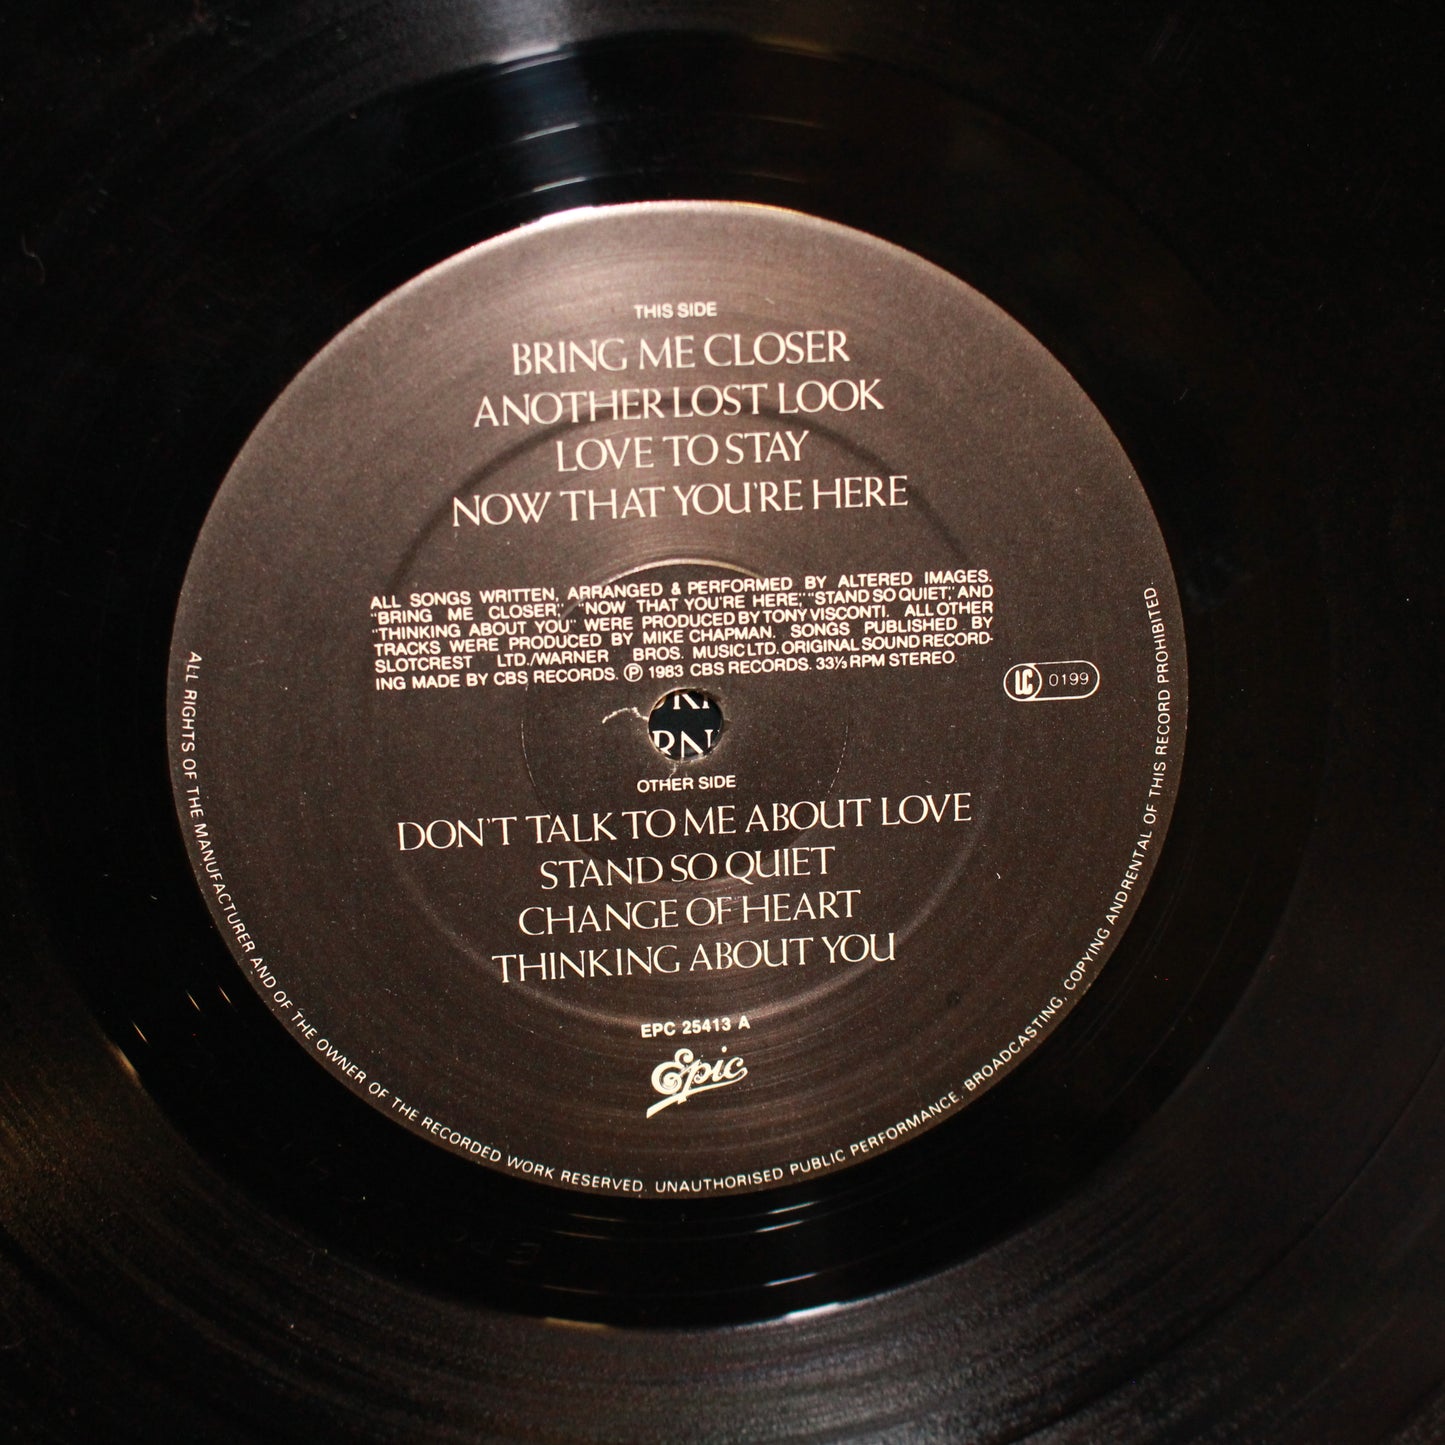 THIS SIDE
BRING ME CLOSER
ANOTHER LOST LOOK
LOVE TO STAY
NOW THAT YOU'RE HERE
ALL SONGS WRITTEN, ARRANGED & PERFORMED BY ALTERED IMAGES.
"BRING ME CLOSER," "NOW THAT YOU'RE HERE," "STAND SO QUIET," AND
"THINKING ABOUT YOU" WERE PRODUCED BY TONY VISCONTI. ALL OTHER
TRACKS WERE PRODUCED BY MIKE CHAPMAN. SONGS PUBLISHED BY
SLOTCREST LTD./WARNER BROS. MUSIC LTD. ORIGINAL SOUND RECORD-
ING MADE BY CBS RECORDS. Ⓟ 1983 CBS RECORDS. 33⅓ RPM STEREO.
LC 0199
RN
OTHER SIDE
DON'T TALK TO ME ABOUT LOVE
STAND SO QUIET
CHANGE OF HEART
THINKING ABOUT YOU
EPC 25413 A
Epic
ALL RIGHTS OF THE MANUFACTURER AND OF THE OWNER OF THE RECORDED WORK RESERVED. UNAUTHORISED PUBLIC PERFORMANCE, BROADCASTING, COPYING AND RENTAL OF THIS RECORD PROHIBITED.